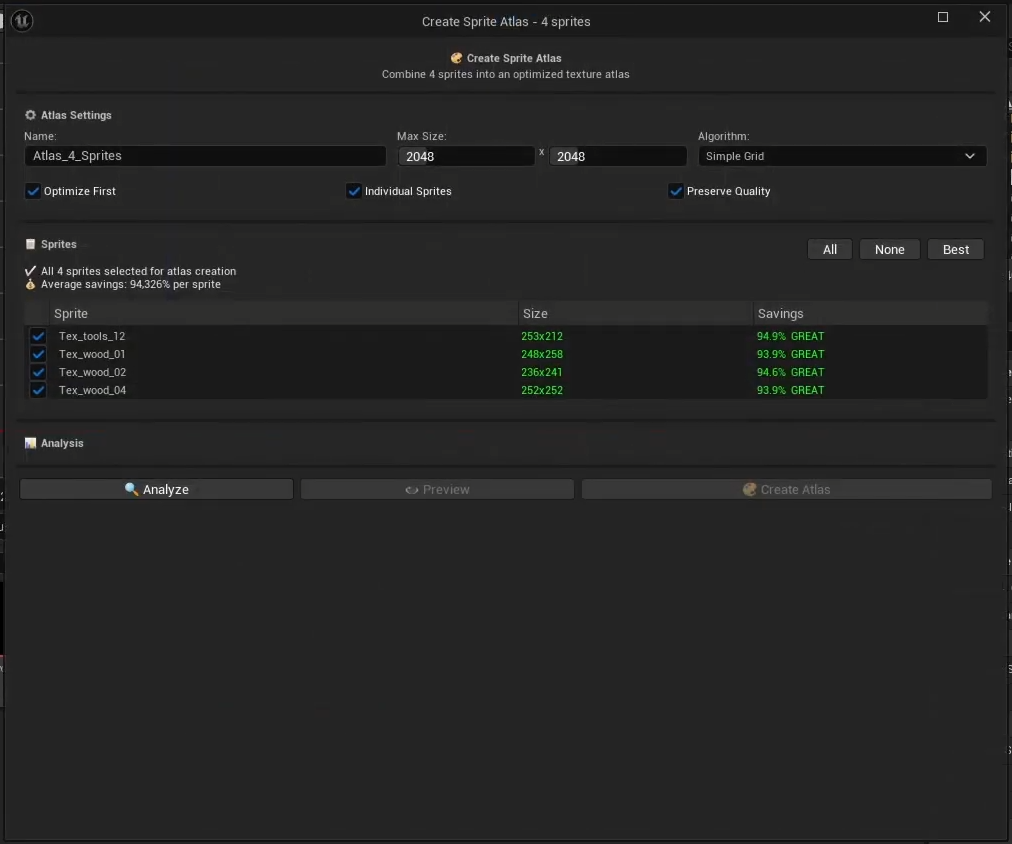 Create Sprite Atlas - 4 sprites
Create Sprite Atlas
Combine 4 sprites into an optimized texture atlas
Atlas Settings
Name: Max Size: Algorithm:
Atlas_4_Sprites 2048 x 2048 Simple Grid
Optimize First Individual Sprites Preserve Quality
Sprites All None Best
All 4 sprites selected for atlas creation
Average savings: 94,326% per sprite
Sprite Size Savings
Tex_tools_12 253x212 94.9% GREAT
Tex_wood_01 248x258 93.9% GREAT
Tex_wood_02 236x241 94.6% GREAT
Tex_wood_04 252x252 93.9% GREAT
Analysis
Analyze Preview Create Atlas